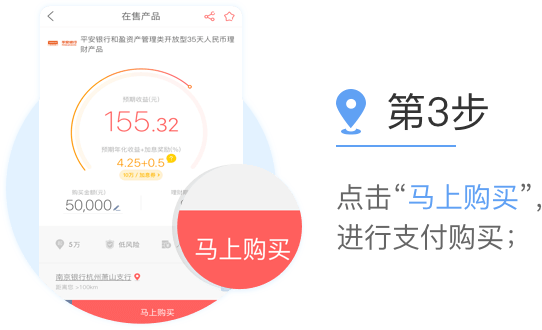 在售产品
平安银行和盈资产管理类开放型35天人民币理
财产品
预期收益(元)
155.32
预期年化收益+加息奖励(%)
4.25+0.5
购买金额(元)
50,000
5万
低风险
南京银行杭州萧山支行
距离您>100km
马上购买
马上购买
第3步
点击“马上购买”,
进行支付购买;